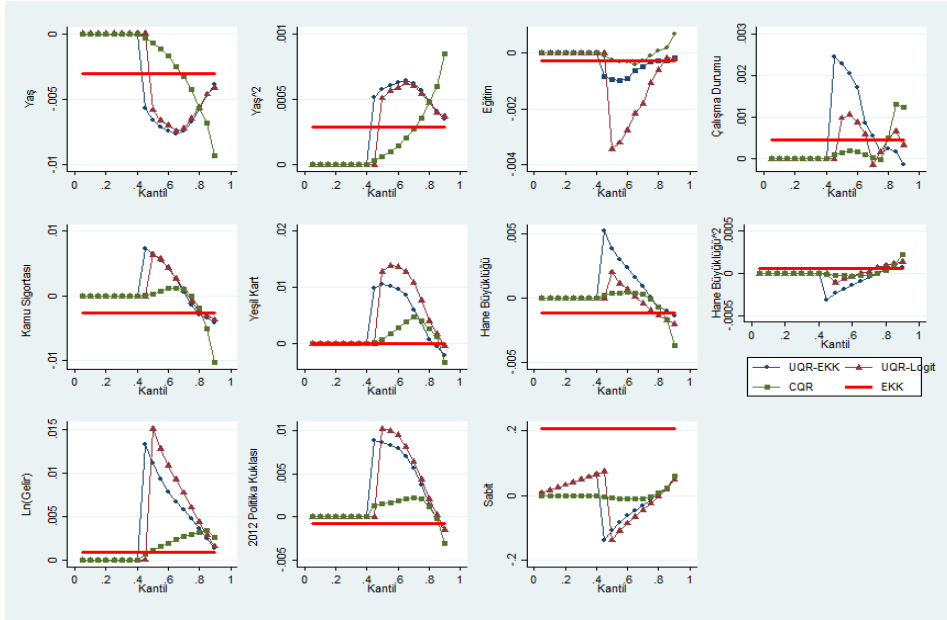 Yaş
0
-.005
-.01
0 .2 .4 .6 .8 1
Kantil
Yaş^2
.001
.0005
0
0 .2 .4 .6 .8 1
Kantil
Eğitim
0
-.002
-.004
0 .2 .4 .6 .8 1
Kantil
Çalışma Durumu
.003
.002
.001
0
0 .2 .4 .6 .8 1
Kantil
Kamu Sigortası
.01
0
-.01
0 .2 .4 .6 .8 1
Kantil
Yeşil Kart
.02
.01
0
0 .2 .4 .6 .8 1
Kantil
Hane Büyüklüğü
.005
0
-.005
0 .2 .4 .6 .8 1
Kantil
Hane Büyüklüğü^2
.0005
0
-.0005
0 .2 .4 .6 .8 1
Kantil
UQR-EKK UQR-Logit
CQR EKK
Ln(Gelir)
.015
.01
.005
0
0 .2 .4 .6 .8 1
Kantil
2012 Politika Kuklası
.01
.005
0
-.005
0 .2 .4 .6 .8 1
Kantil
Sabit
.2
0
-.2
0 .2 .4 .6 .8 1
Kantil